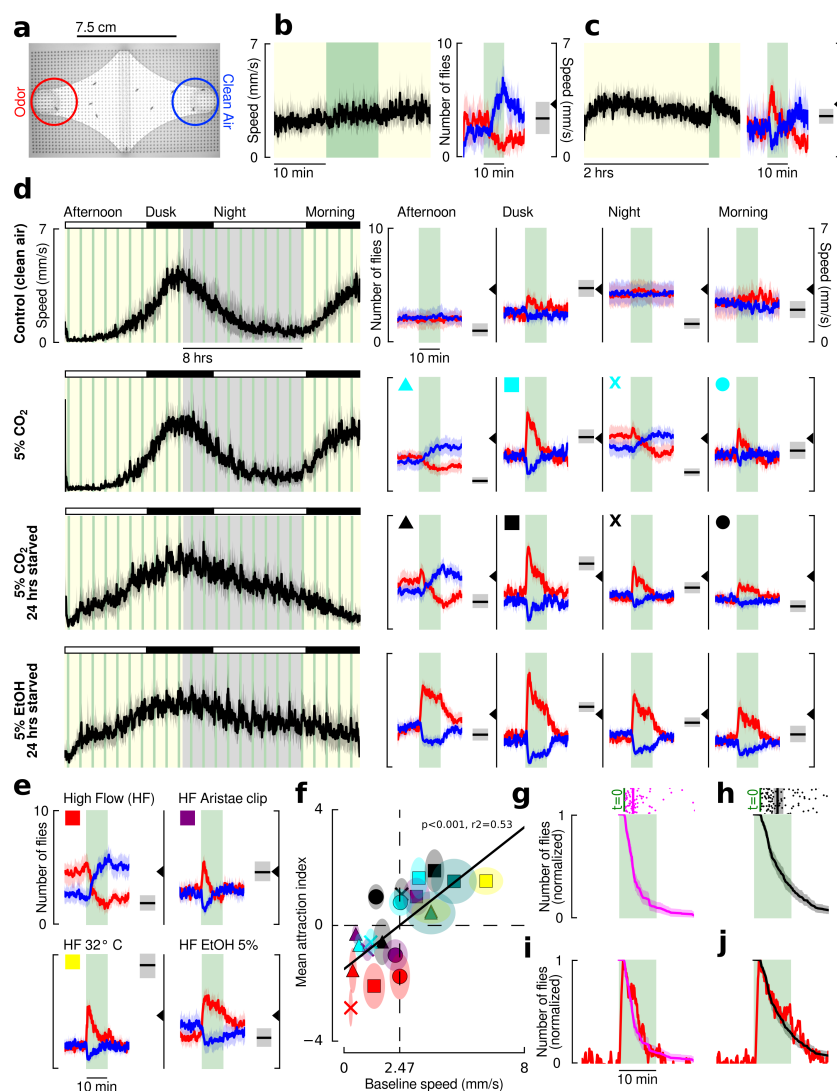 a
7.5 cm
Odor
Clean Air
b
7
Speed (mm/s)
0
10 min
10
Number of flies
0
10 min
7
Speed (mm/s)
0
c
2 hrs
10 min
d
Afternoon
Dusk
Night
Morning
Control (clean air)
7
Speed (mm/s)
0
8 hrs
Afternoon
Dusk
Night
Morning
10
Number of flies
0
10 min
7
Speed (mm/s)
0
5% CO2
X
5% CO2
24 hrs starved
X
5% EtOH
24 hrs starved
e
High Flow (HF)
HF Aristae clip
10
Number of flies
0
HF 32° C
HF EtOH 5%
10 min
f
4
p<0.001, r2=0.53
Mean attraction index
0
−4
0
2.47
8
Baseline speed (mm/s)
g
t=0
1
Number of flies
(normalized)
0
h
t=0
1
0
i
1
Number of flies
(normalized)
0
10 min
j
1
0